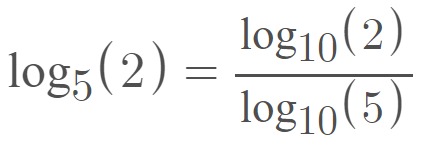 log₅(2) = log₁₀(2) / log₁₀(5)